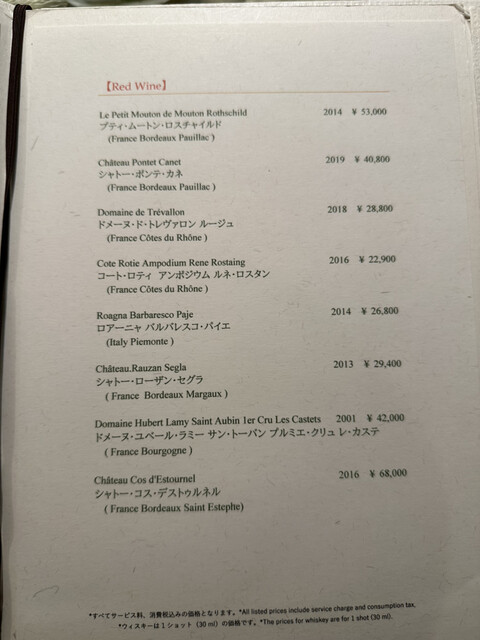 【Red Wine】
Le Petit Mouton de Mouton Rothschild 2014 ¥ 53,000
プティ・ムートン・ロスチャイルド
(France Bordeaux Pauillac )
Château Pontet Canet 2019 ¥ 40,800
シャトー・ポンテ・カネ
(France Bordeaux Pauillac )
Domaine de Trévallon 2018 ¥ 28,800
ドメーヌ・ド・トレヴァロン ルージュ
(France Côtes du Rhône )
Cote Rotie Ampodium Rene Rostaing 2016 ¥ 22,900
コート・ロティ アンポジウム ルネ・ロスタン
(France Côtes du Rhône )
Roagna Barbaresco Paje 2014 ¥ 26,800
ロアーニャ バルバレスコ・パイエ
(Italy Piemonte )
Château.Rauzan Segla 2013 ¥ 29,400
シャトー・ローザン・セグラ
( France Bordeaux Margaux )
Domaine Hubert Lamy Saint Aubin 1er Cru Les Castets 2001 ¥ 42,000
ドメーヌ・ユベール・ラミー サン・トーバン プルミエ・クリュ レ・カステ
( France Bourgogne )
Château Cos d'Estournel 2016 ¥ 68,000
シャトー・コス・デストゥルネル
( France Bordeaux Saint Estephe)
*すべてサービス料、消費税込みの価格となります。*All listed prices include service charge and consumption tax,
*ウィスキーは1ショット（30 ml）の価格です。*The prices for whiskey are for 1 shot (30 ml).